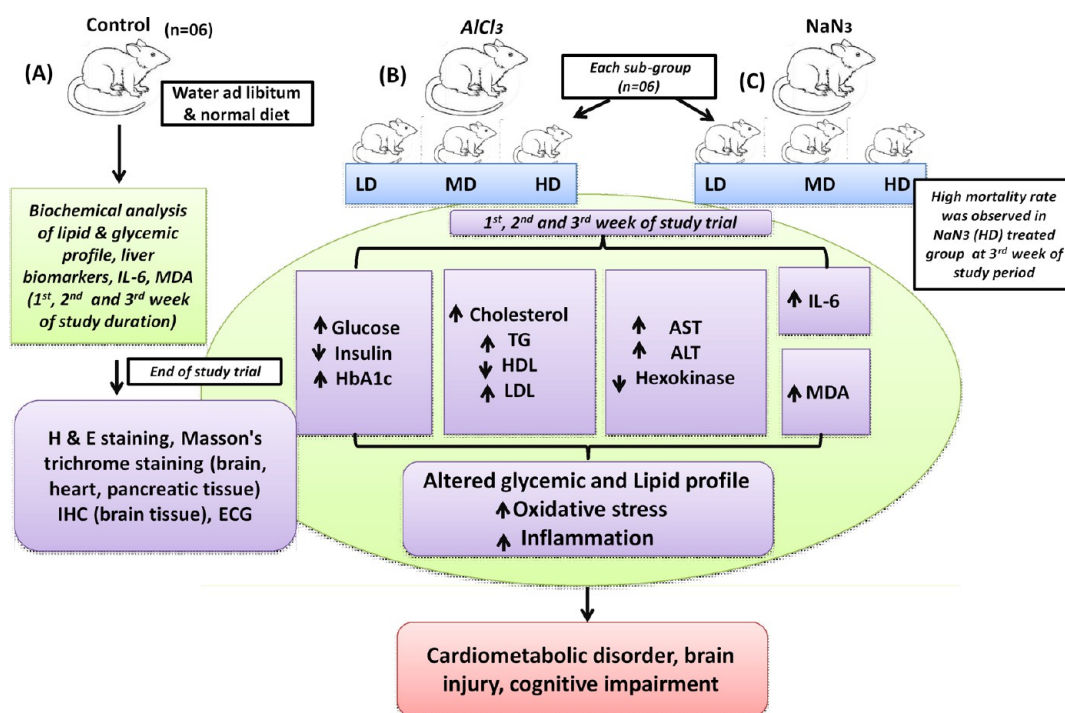 Control (n=06)
(A)
Water ad libitum
& normal diet
Biochemical analysis
of lipid & glycemic
profile, liver
biomarkers, IL-6, MDA
(1st, 2nd and 3rd week
of study duration)
End of study trial
H & E staining, Masson's
trichrome staining (brain,
heart, pancreatic tissue)
IHC (brain tissue), ECG
AlCl3
(B)
Each sub-group
(n=06)
NaN3
(C)
LD MD HD
LD MD HD
High mortality rate
was observed in
NaN3 (HD) treated
group at 3rd week of
study period
1st, 2nd and 3rd week of study trial
Glucose
Insulin
HbA1c
Cholesterol
TG
HDL
LDL
AST
ALT
Hexokinase
IL-6
MDA
Altered glycemic and Lipid profile
Oxidative stress
Inflammation
Cardiometabolic disorder, brain
injury, cognitive impairment